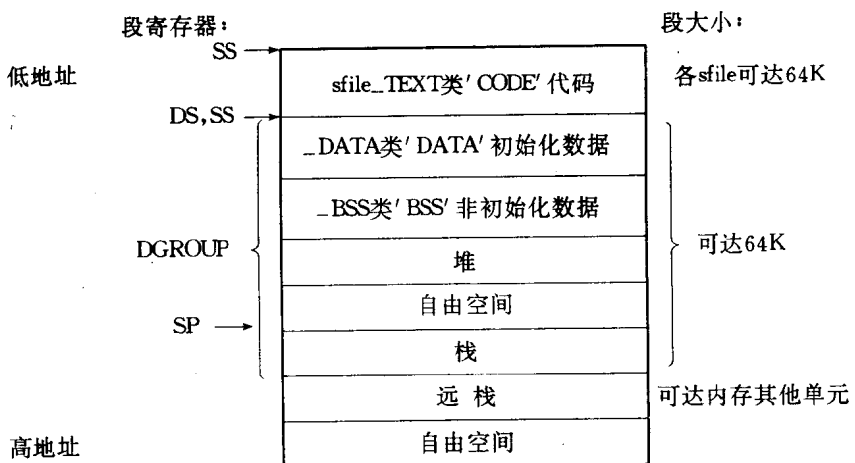 段寄存器： 段大小：
SS
低地址 sfile_TEXT类'CODE'代码 各sfile可达64K
DS,SS
_DATA类'DATA'初始化数据
_BSS类'BSS'非初始化数据
DGROUP 堆 可达64K
自由空间
SP
栈
远 栈 可达内存其他单元
高地址 自由空间